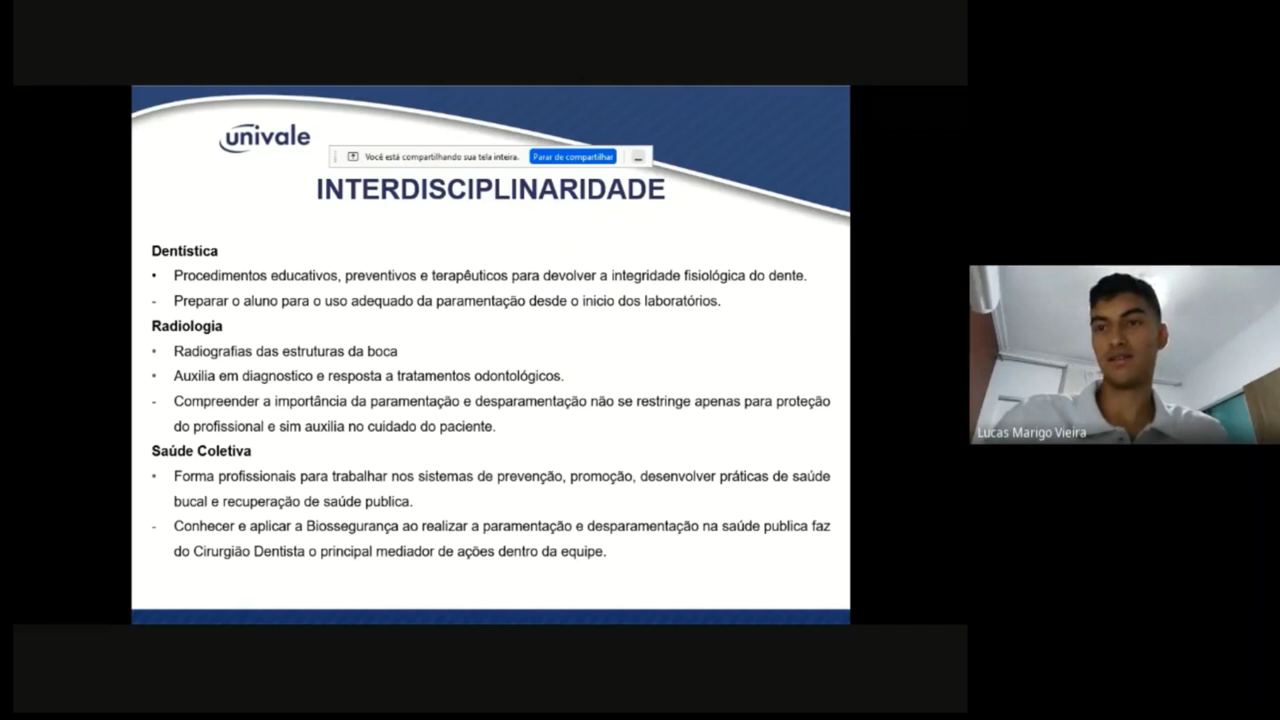 univale
Você está compartilhando sua tela inteira. Parar de compartilhar
INTERDISCIPLINARIDADE
Dentística
• Procedimentos educativos, preventivos e terapêuticos para devolver a integridade fisiológica do dente.
- Preparar o aluno para o uso adequado da paramentação desde o inicio dos laboratórios.
Radiologia
• Radiografias das estruturas da boca
• Auxilia em diagnostico e resposta a tratamentos odontológicos.
- Compreender a importância da paramentação e desparamentação não se restringe apenas para proteção
do profissional e sim auxilia no cuidado do paciente.
Saúde Coletiva
• Forma profissionais para trabalhar nos sistemas de prevenção, promoção, desenvolver práticas de saúde
bucal e recuperação de saúde publica.
- Conhecer e aplicar a Biossegurança ao realizar a paramentação e desparamentação na saúde publica faz
do Cirurgião Dentista o principal mediador de ações dentro da equipe.
Lucas Marigo Vieira